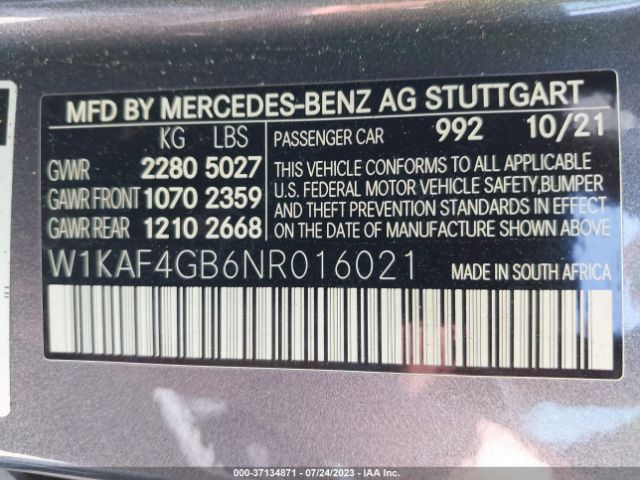 MFD BY MERCEDES-BENZ AG STUTTGART
KG LBS
GVWR 2280 5027
GAWR FRONT 1070 2359
GAWR REAR 1210 2668
PASSENGER CAR 992 10/21
THIS VEHICLE CONFORMS TO ALL APPLICABLE
U.S. FEDERAL MOTOR VEHICLE SAFETY,BUMPER
AND THEFT PREVENTION STANDARDS IN EFFECT
ON THE DATE OF MANUFACTURE SHOWN ABOVE
W1KAF4GB6NR016021 MADE IN SOUTH AFRICA
000-37134871 / 07/24/2023 / IAA, Inc.